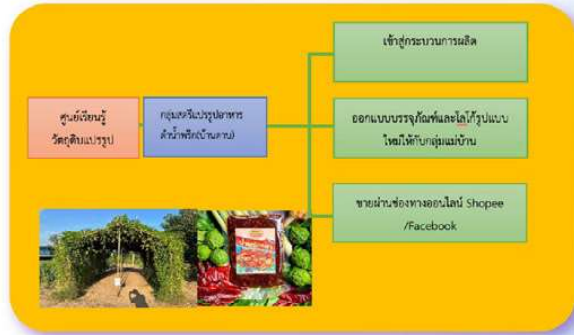 ศูนย์เรียนรู้
วัตถุดิบแปรรูป
กลุ่มสตรีแปรรูปอาหาร
ตำน้ำพริก(บ้านตาน)
เข้าสู่กระบวนการผลิต
ออกแบบบรรจุภัณฑ์และโลโก้รูปแบบ
ใหม่ให้กับกลุ่มแม่บ้าน
ขายผ่านช่องทางออนไลน์ Shopee
/Facebook